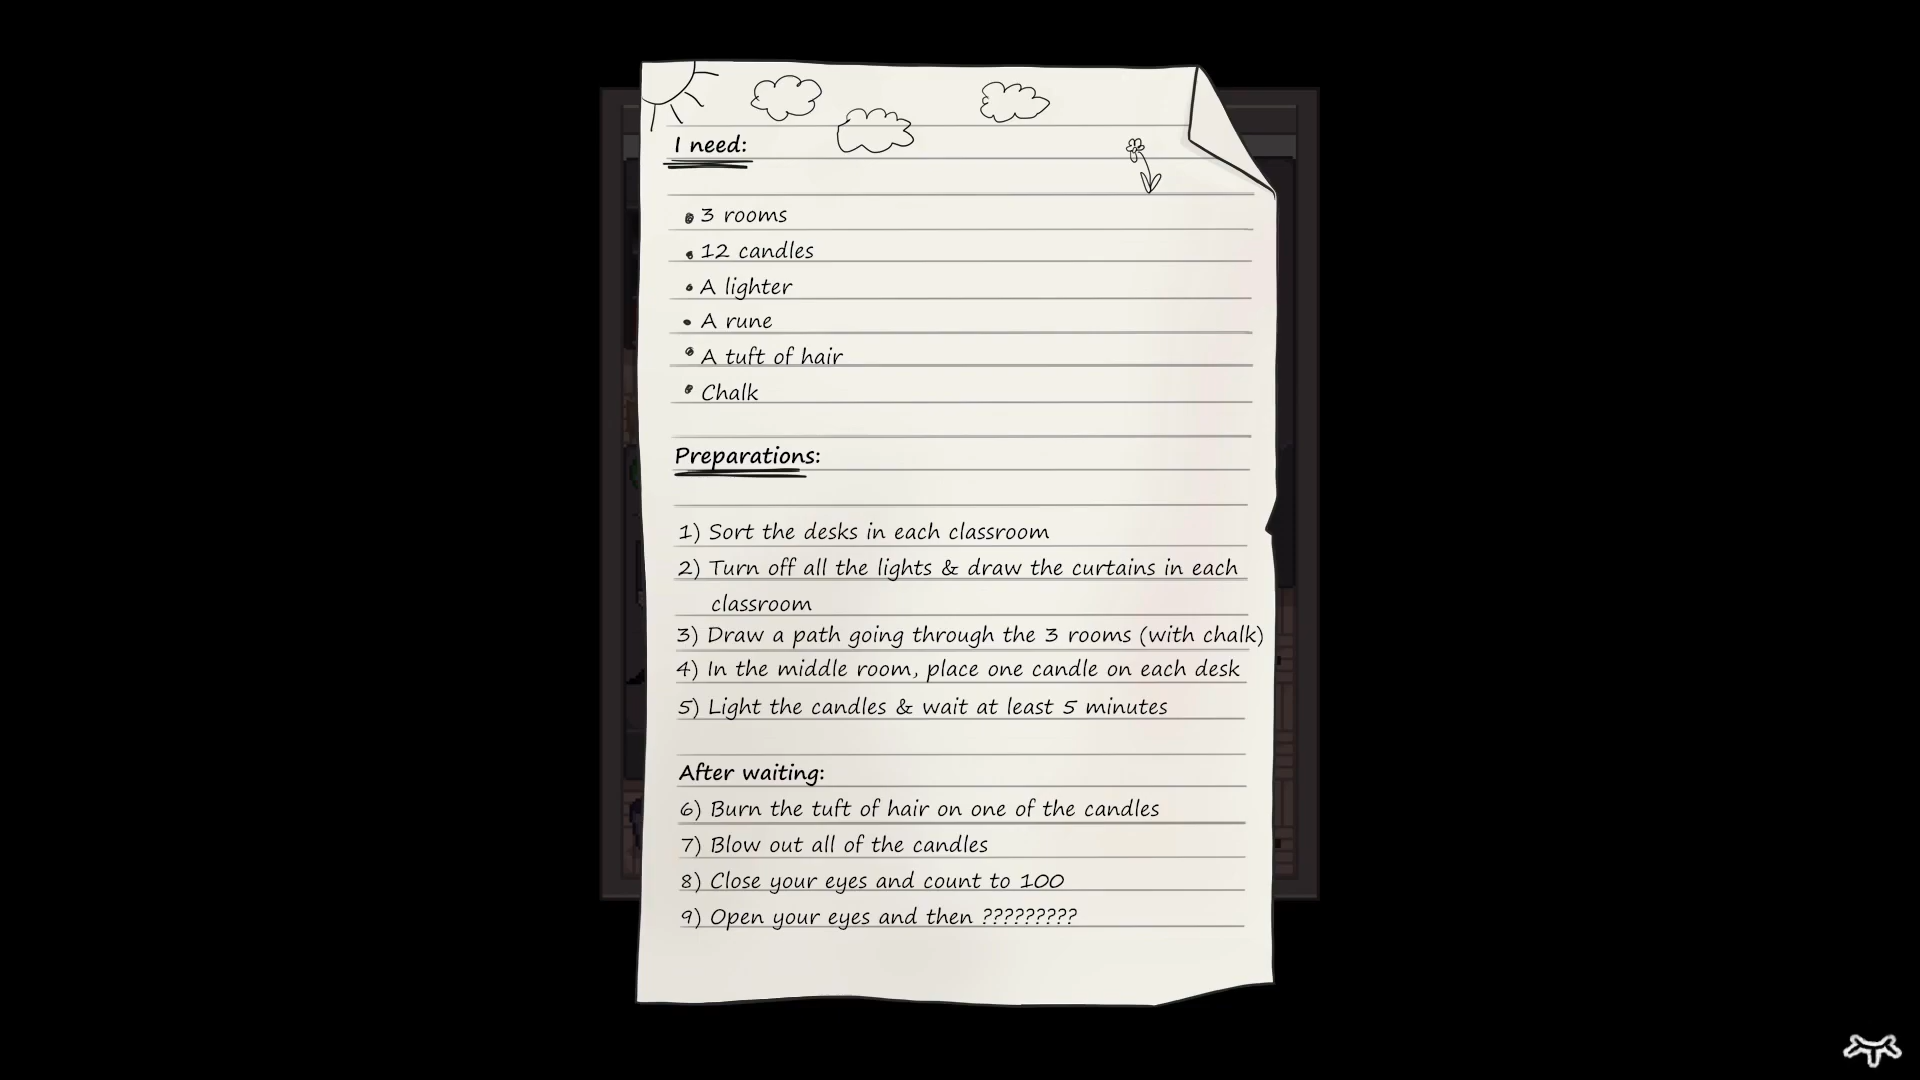 I need:
• 3 rooms
• 12 candles
• A lighter
• A rune
• A tuft of hair
• Chalk
Preparations:
1) Sort the desks in each classroom
2) Turn off all the lights & draw the curtains in each
classroom
3) Draw a path going through the 3 rooms (with chalk)
4) In the middle room, place one candle on each desk
5) Light the candles & wait at least 5 minutes
After waiting:
6) Burn the tuft of hair on one of the candles
7) Blow out all of the candles
8) Close your eyes and count to 100
9) Open your eyes and then ?????????